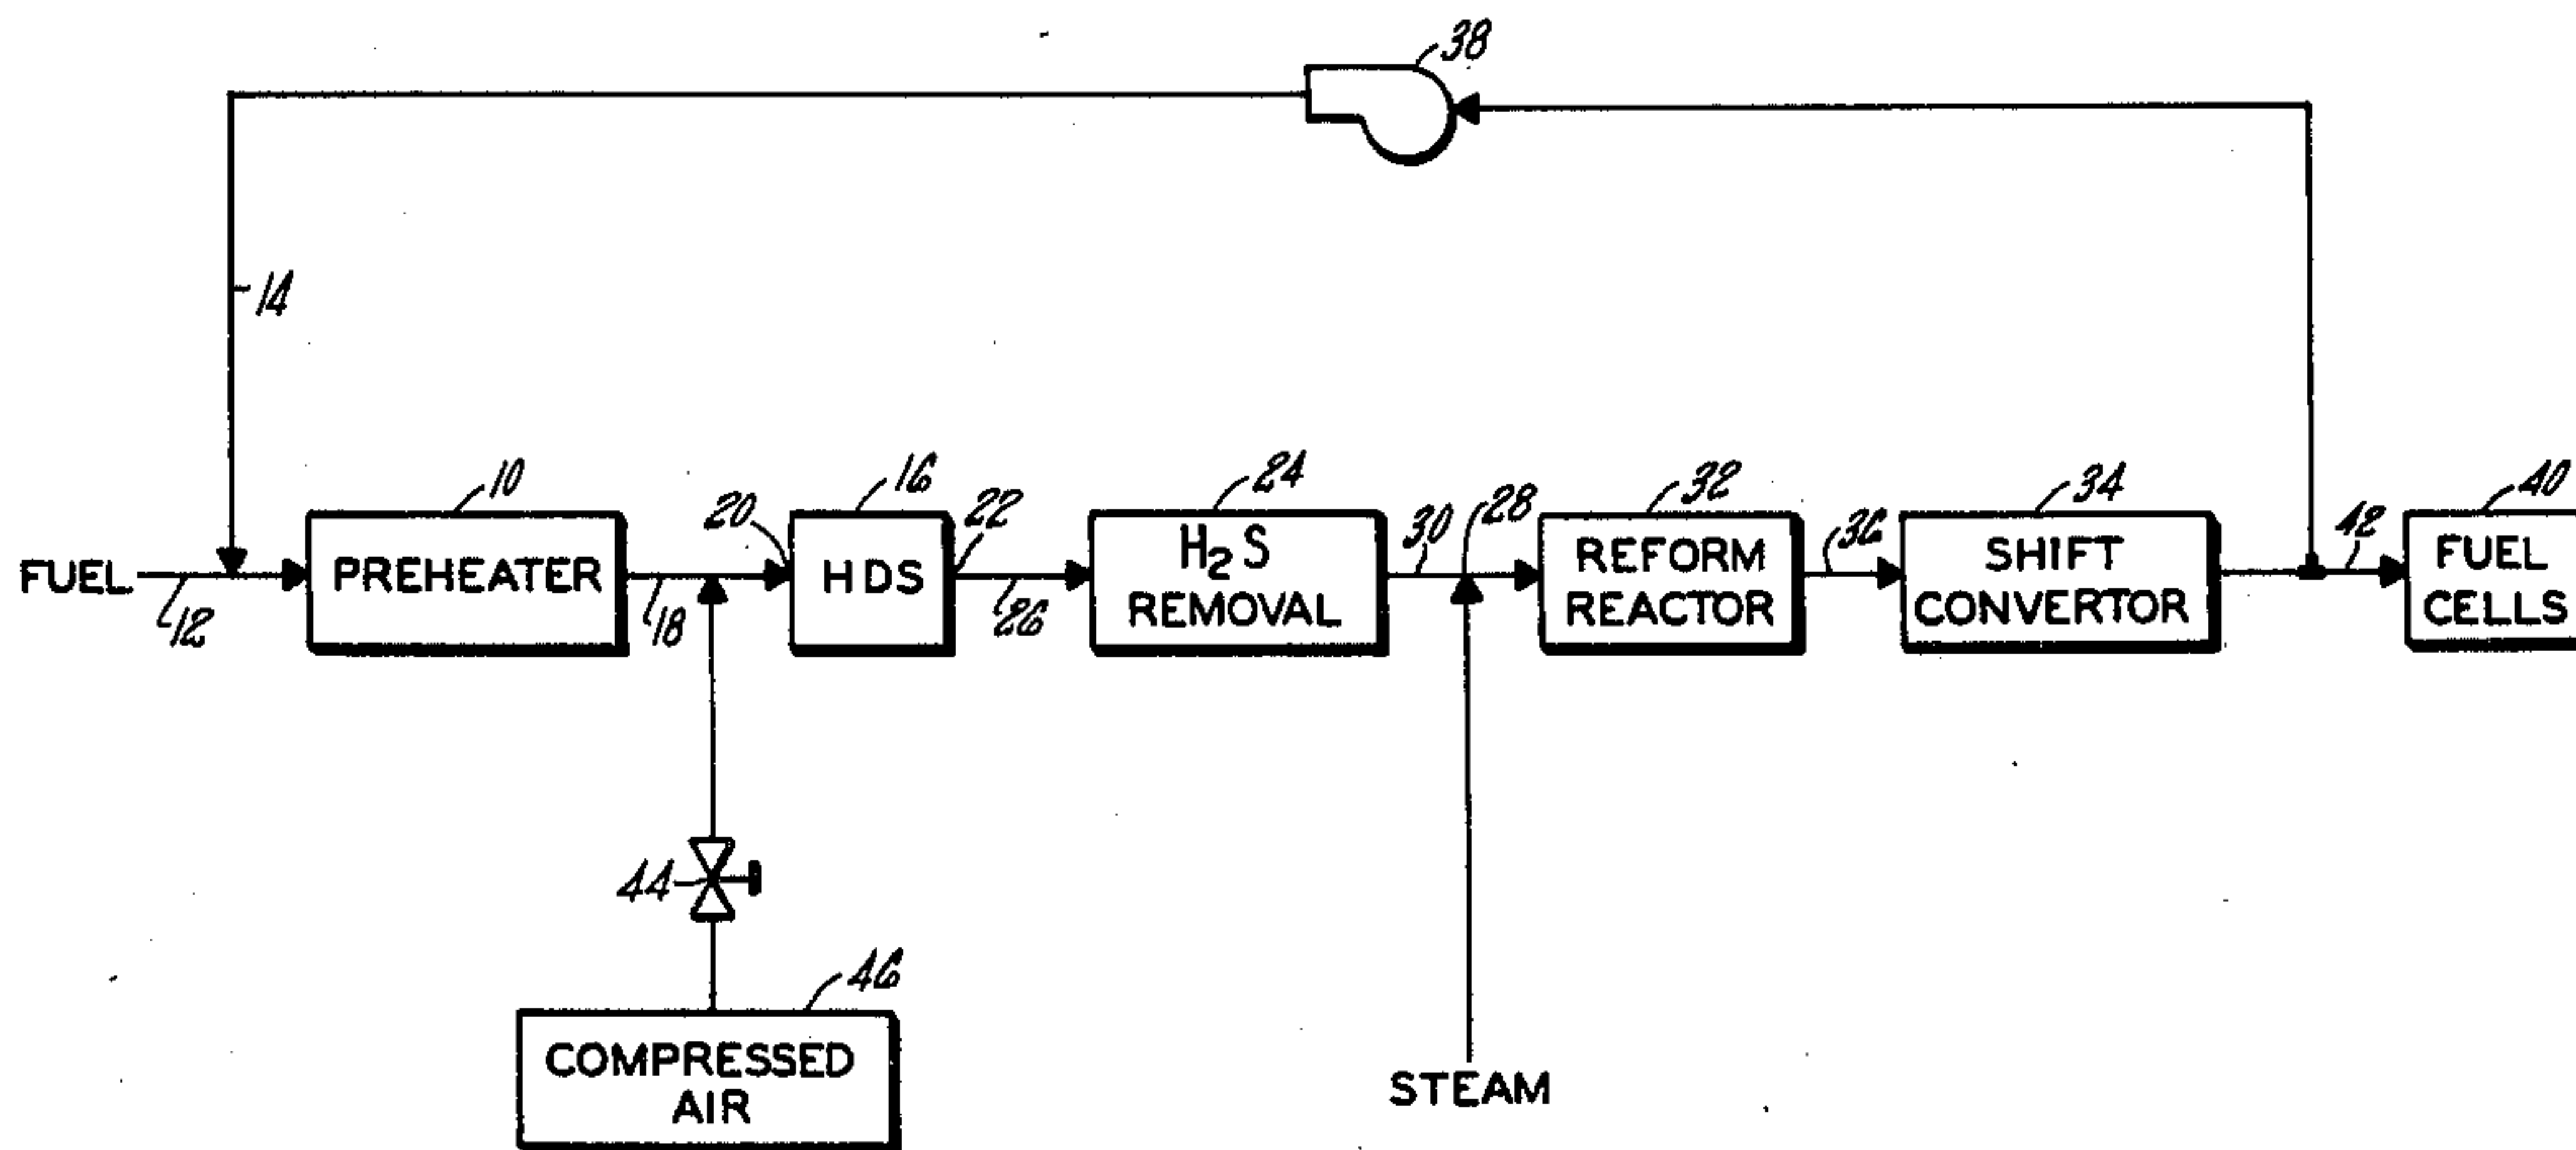 38
14
10
16
24
32
34
40
20
22
30
28
36
42
FUEL
PREHEATER
HDS
H₂S
REMOVAL
REFORM
REACTOR
SHIFT
CONVERTOR
FUEL
CELLS
12
18
26
44
46
COMPRESSED
AIR
STEAM